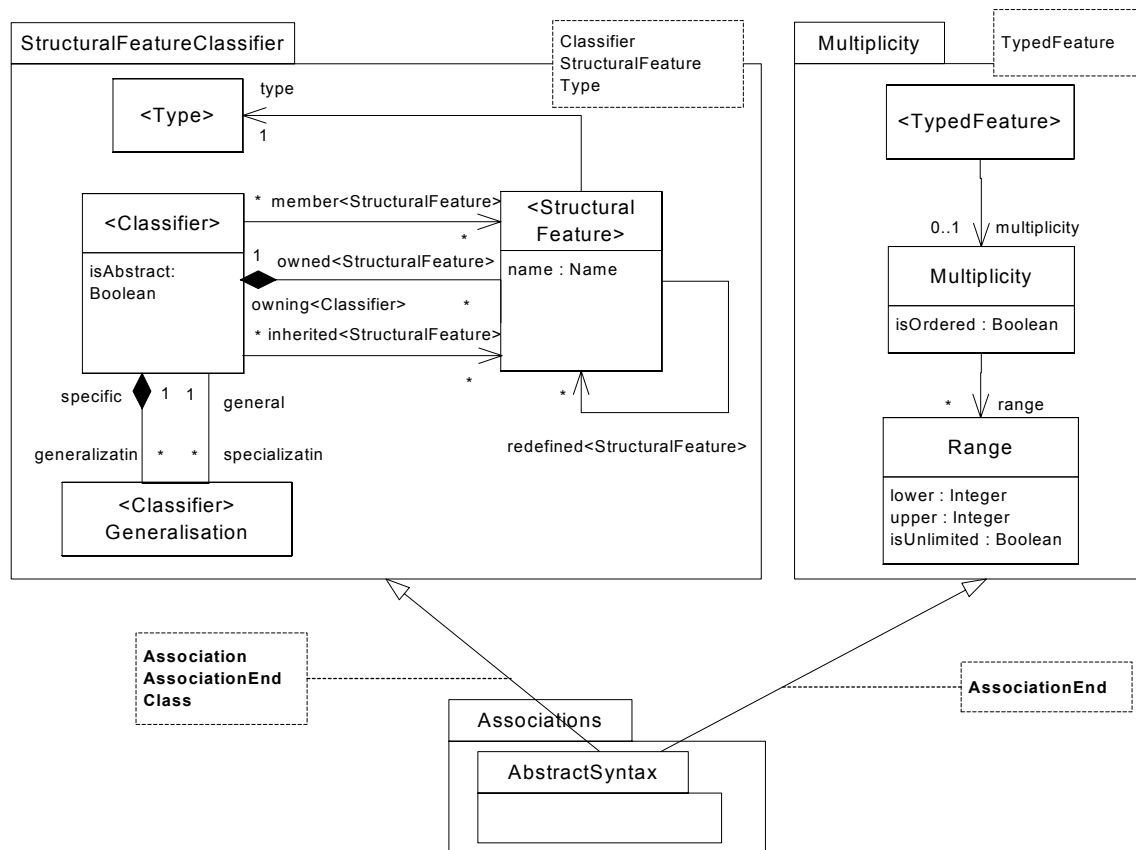 StructuralFeatureClassifier
Classifier
StructuralFeature
Type
Multiplicity
TypedFeature
<Type>
type
1
<TypedFeature>
<Classifier>
isAbstract:
Boolean
* member<StructuralFeature>
*
1 owned<StructuralFeature>
owning<Classifier> *
* inherited<StructuralFeature>
*
<Structural
Feature>
name : Name
*
redefined<StructuralFeature>
0..1 multiplicity
Multiplicity
isOrdered : Boolean
* range
Range
lower : Integer
upper : Integer
isUnlimited : Boolean
specific 1 1 general
generalizatin * * specializatin
<Classifier>
Generalisation
Association
AssociationEnd
Class
AssociationEnd
Associations
AbstractSyntax